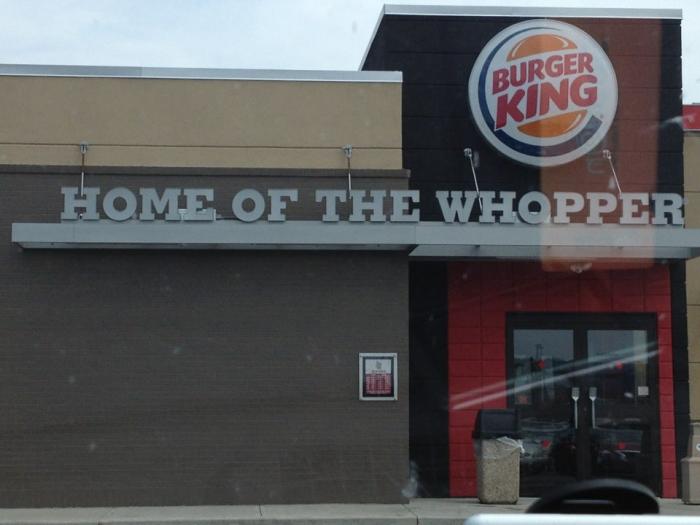 BURGER
KING
HOME OF THE WHOPPER